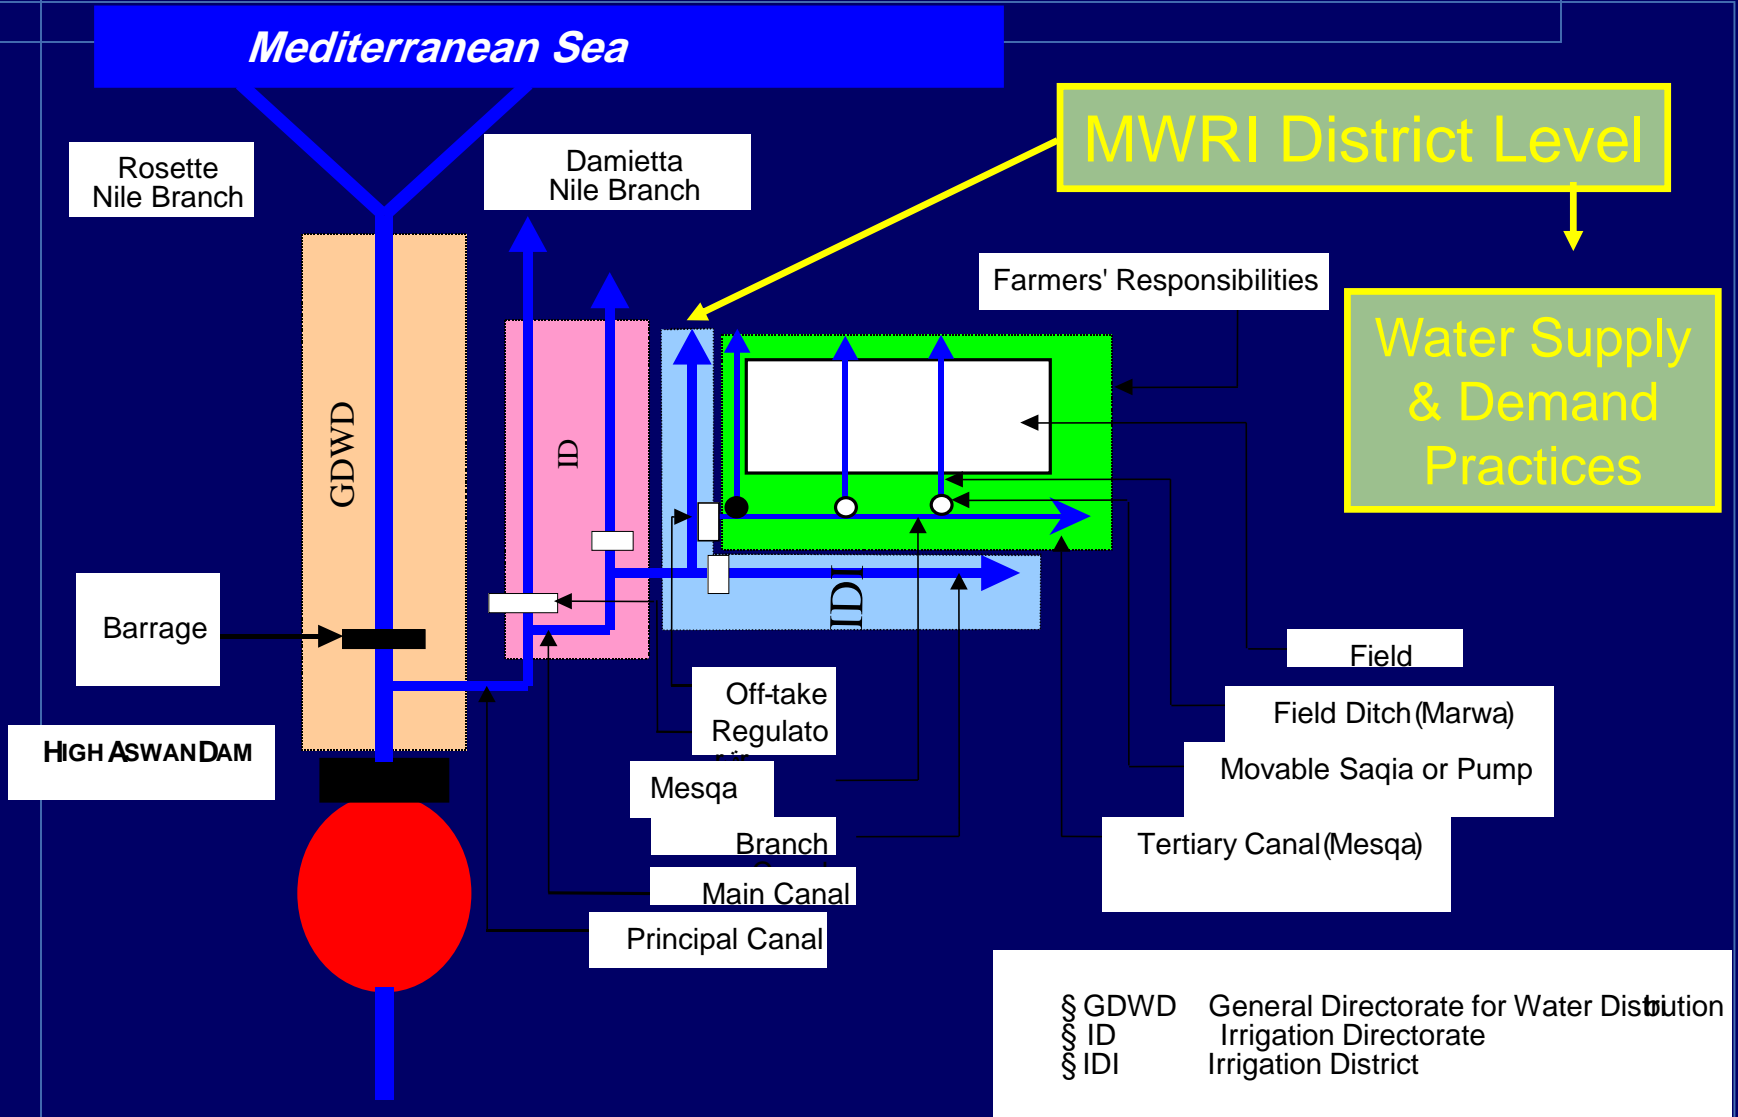 Mediterranean Sea
MWRI District Level
Rosette
Nile Branch
Damietta
Nile Branch
Farmers' Responsibilities
Water Supply
& Demand
Practices
GDWD
ID
IDI
Barrage
HIGH ASWAN DAM
Off-take
Regulato
Mesqa
Branch
Main Canal
Principal Canal
Field
Field Ditch (Marwa)
Movable Saqia or Pump
Tertiary Canal (Mesqa)
§ GDWD General Directorate for Water Distribution
§ ID Irrigation Directorate
§ IDI Irrigation District